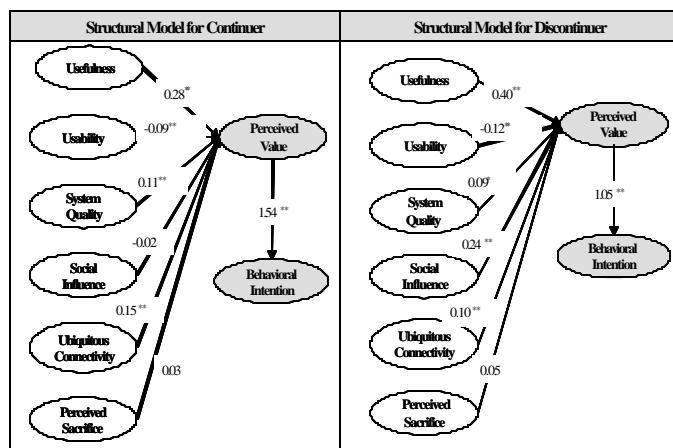 Structural Model for Continuer
Usefulness
0.28*
Usability
-0.09**
Perceived
Value
System
Quality
0.11**
1.54 **
Social
Influence
-0.02
Behavioral
Intention
Ubiquitous
Connectivity
0.15**
Perceived
Sacrifice
0.03
Structural Model for Discontinuer
Usefulness
0.40**
Usability
-0.12*
Perceived
Value
System
Quality
0.09*
1.05 **
Social
Influence
0.24 **
Behavioral
Intention
Ubiquitous
Connectivity
0.10**
Perceived
Sacrifice
0.05